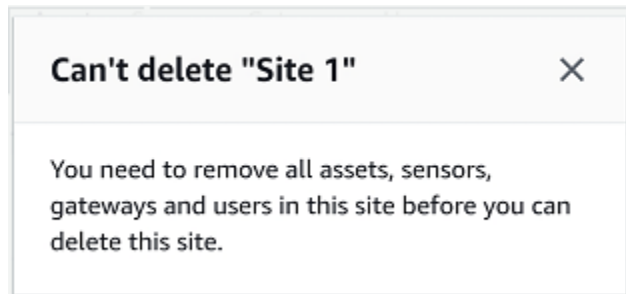 Can't delete "Site 1"
You need to remove all assets, sensors,
gateways and users in this site before you can
delete this site.